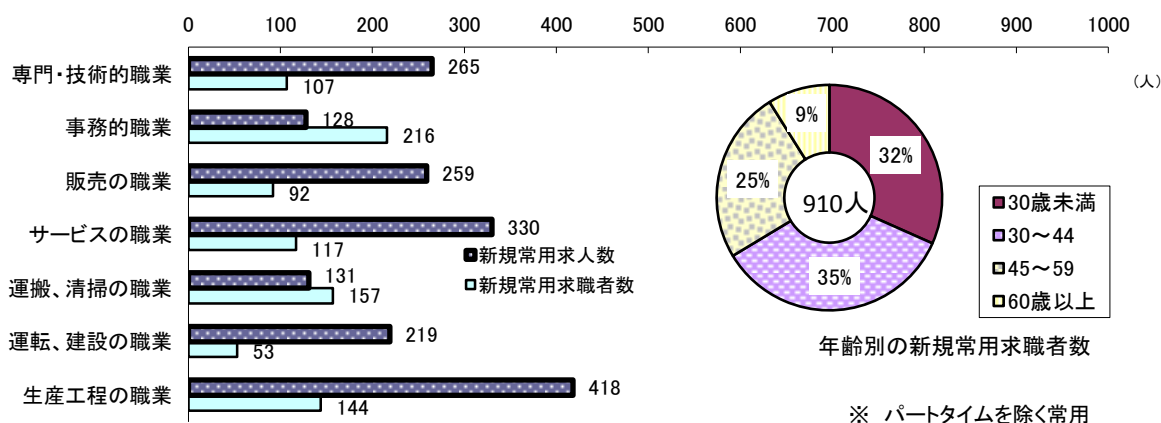 0 100 200 300 400 500 600 700 800 900 1000
(人)
専門・技術的職業 265
107
事務的職業 128
216
販売の職業 259
92
サービスの職業 330
117
運搬、清掃の職業 131
157
運転、建設の職業 219
53
生産工程の職業 418
144
新規常用求人数
新規常用求職者数
9%
32%
25%
910人
35%
30歳未満
30～44
45～59
60歳以上
年齢別の新規常用求職者数
※ パートタイムを除く常用